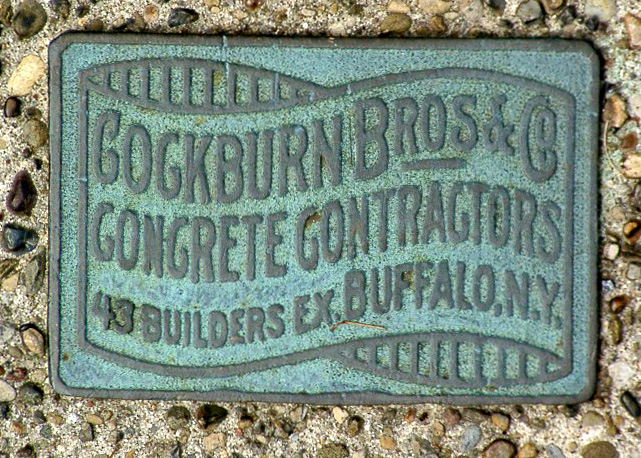 COCKBURN BROS & CO
CONCRETE CONTRACTORS
43 BUILDERS EX. BUFFALO, N.Y.